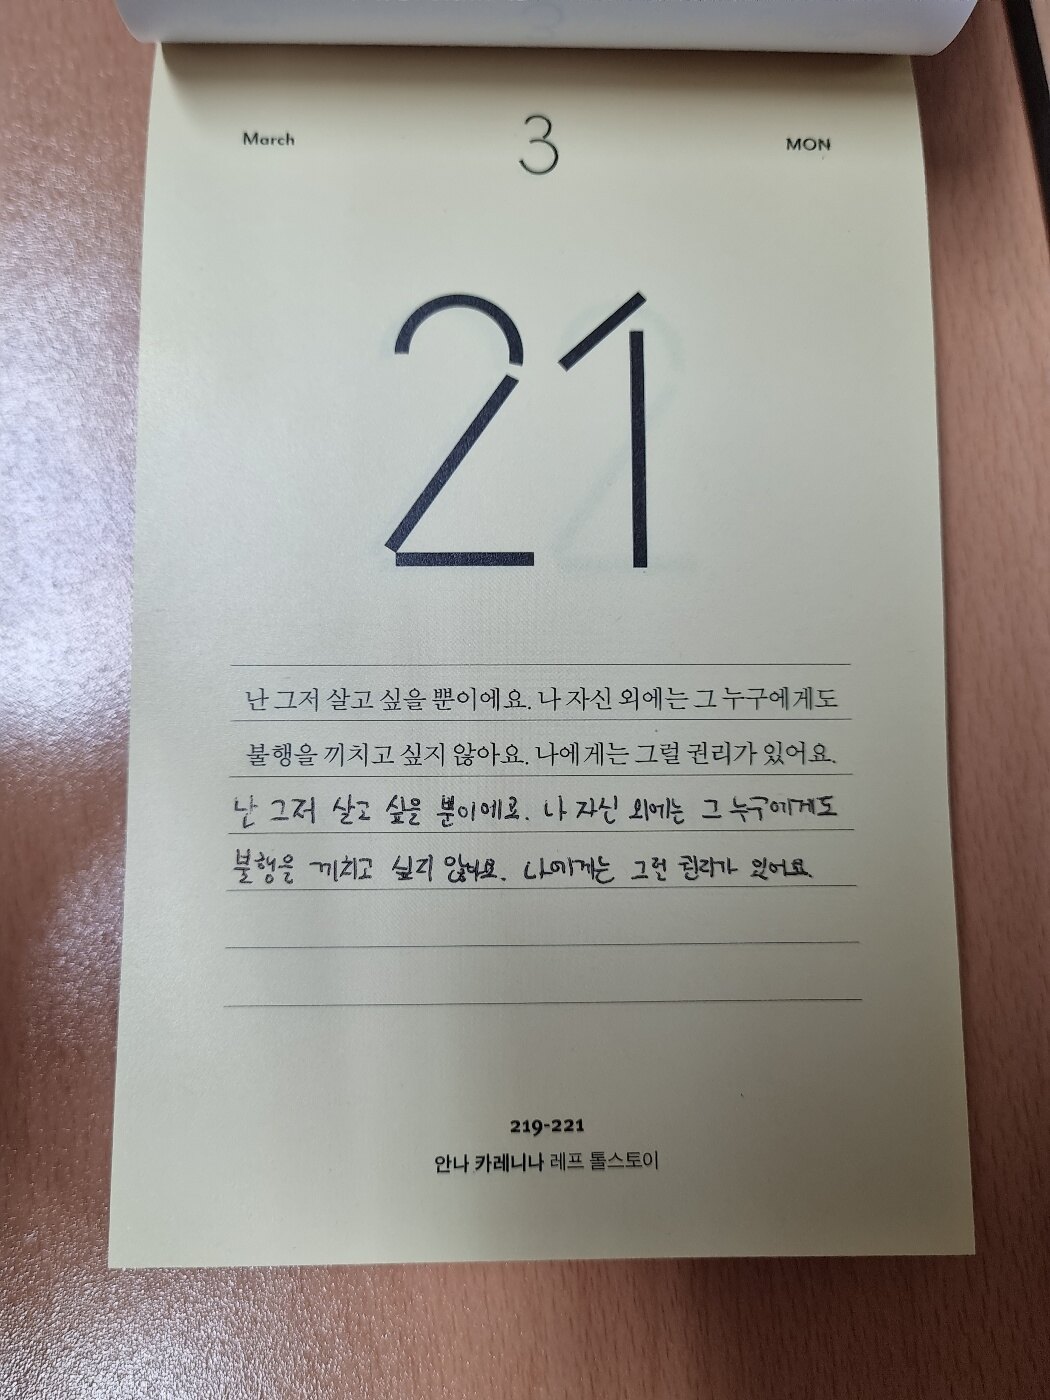 March 3 MON
21
난 그저 살고 싶을 뿐이에요. 나 자신 외에는 그 누구에게도
불행을 끼치고 싶지 않아요. 나에게는 그럴 권리가 있어요.
난 그저 살고 싶을 뿐이에요. 나 자신 외에는 그 누구에게도
불행을 끼치고 싶지 않아요. 나에게는 그런 권리가 있어요
219-221
안나 카레니나 레프 톨스토이